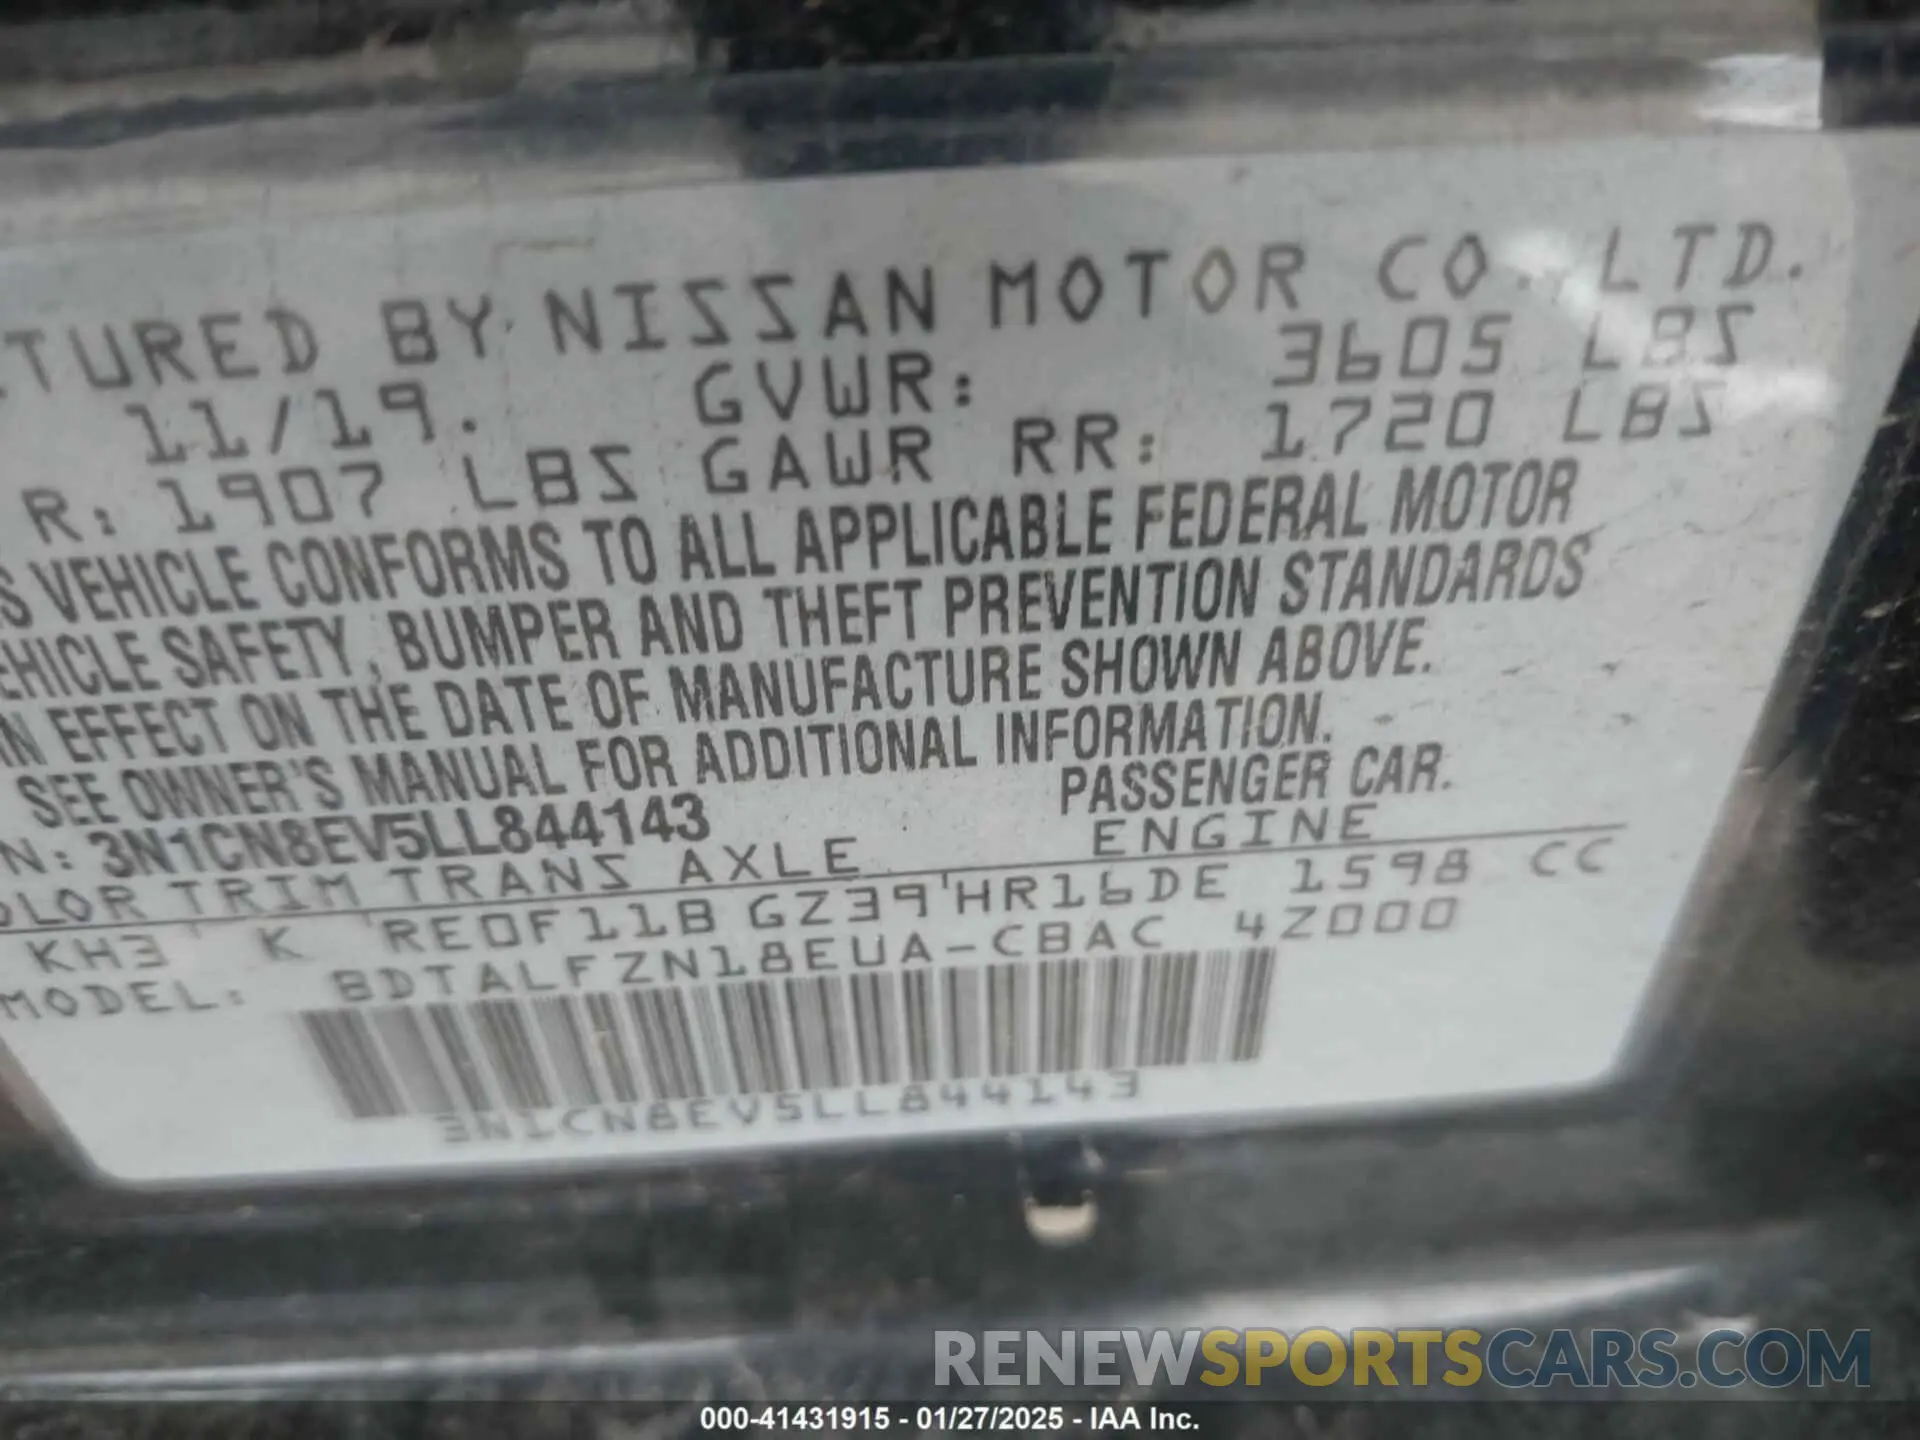 TURED BY NISSAN MOTOR CO. LTD.
11/19. GVWR: 3605 LBS
R: 1907 LBS GAWR RR: 1720 LBS
S VEHICLE CONFORMS TO ALL APPLICABLE FEDERAL MOTOR
EHICLE SAFETY, BUMPER AND THEFT PREVENTION STANDARDS
IN EFFECT ON THE DATE OF MANUFACTURE SHOWN ABOVE.
SEE OWNER'S MANUAL FOR ADDITIONAL INFORMATION.
N: 3N1CN8EV5LL844143 PASSENGER CAR.
OLOR TRIM TRANS AXLE ENGINE
KH3 K RE0F11B GZ39 HR16DE 1598 CC
MODEL: BDTALFZN18EUA-CBAC 4Z000
3N1CN8EV5LL844143
RENEWSPORTSCARS.COM
000-41431915 - 01/27/2025 - IAA Inc.